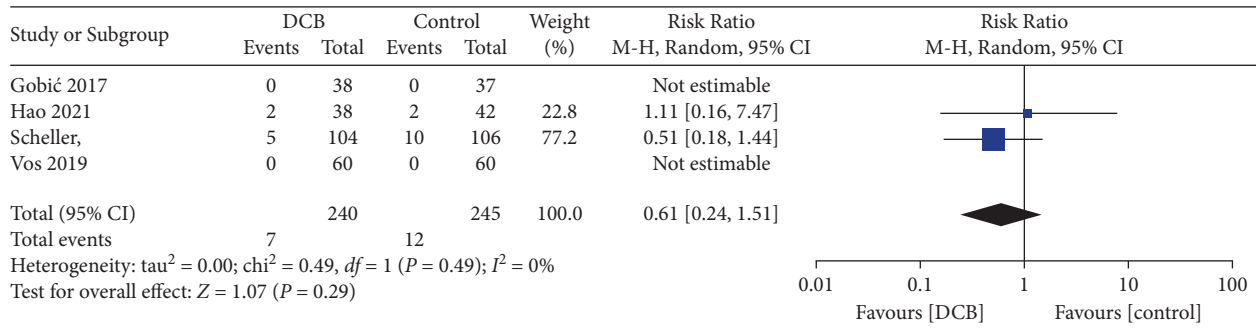 Study or Subgroup DCB Control Weight Risk Ratio Risk Ratio
Events Total Events Total (%) M-H, Random, 95% CI M-H, Random, 95% CI
Gobić 2017 0 38 0 37 Not estimable
Hao 2021 2 38 2 42 22.8 1.11 [0.16, 7.47]
Scheller, 5 104 10 106 77.2 0.51 [0.18, 1.44]
Vos 2019 0 60 0 60 Not estimable
Total (95% CI) 240 245 100.0 0.61 [0.24, 1.51]
Total events 7 12
Heterogeneity: tau² = 0.00; chi² = 0.49, df = 1 (P = 0.49); I² = 0%
Test for overall effect: Z = 1.07 (P = 0.29)
0.01 0.1 1 10 100
Favours [DCB] Favours [control]